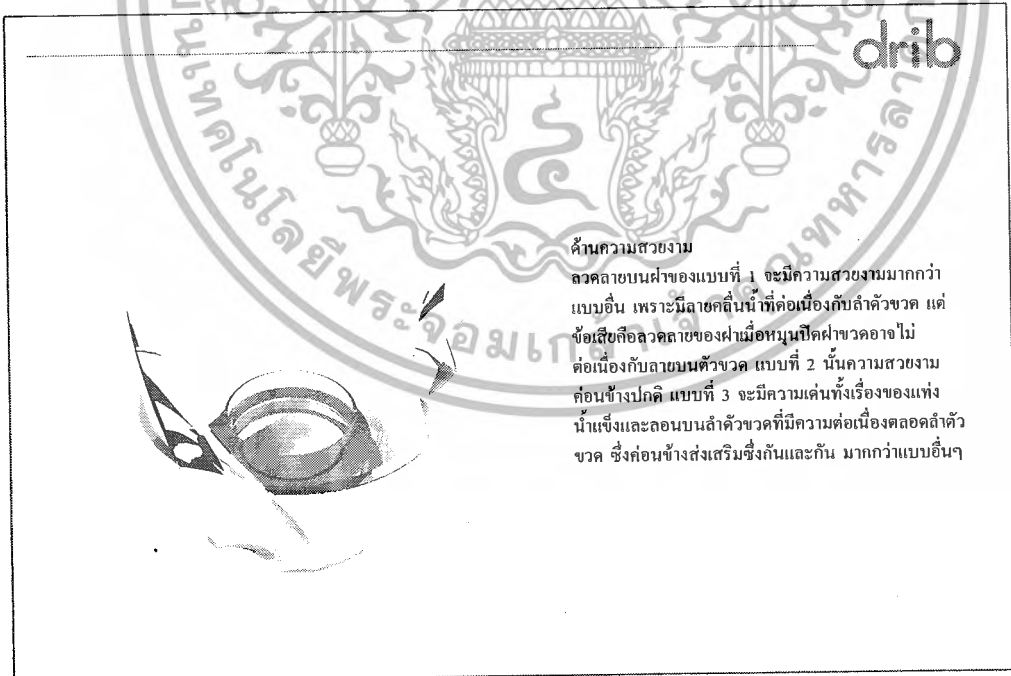 drib
ด้านความสวยงาม
ลวดลายบนฝาของแบบที่ 1 จะมีความสวยงามมากกว่า
แบบอื่น เพราะมีลายคลื่นน้ำที่ต่อเนื่องกับลำตัวขวด แต่
ข้อเสียคือลวดลายของฝาเมื่อหมุนปิดฝาขวดอาจไม่
ต่อเนื่องกับลายบนตัวขวด แบบที่ 2 นั้นความสวยงาม
ค่อนข้างปกติ แบบที่ 3 จะมีความเด่นทั้งเรื่องของแท่ง
น้ำแข็งและลอนบนลำตัวขวดที่มีความต่อเนื่องตลอดลำตัว
ขวด ซึ่งค่อนข้างส่งเสริมซึ่งกันและกัน มากกว่าแบบอื่นๆ